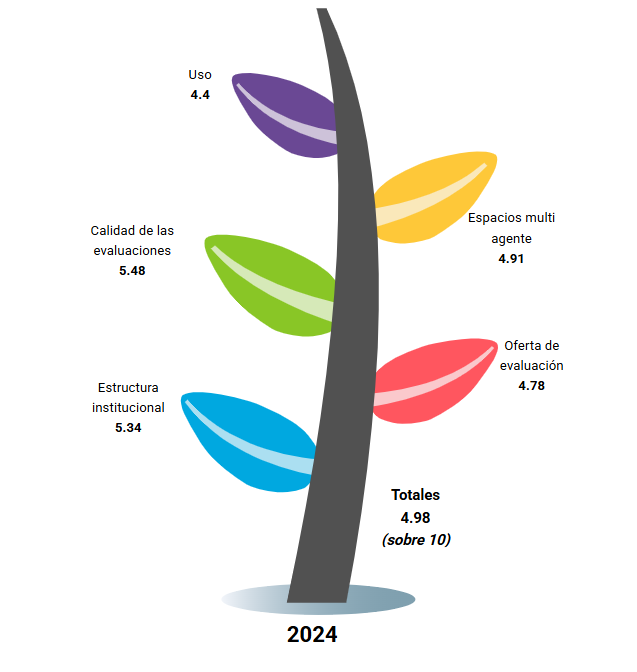 Uso
4.4
Espacios multi
agente
4.91
Calidad de las
evaluaciones
5.48
Oferta de
evaluación
4.78
Estructura
institucional
5.34
Totales
4.98
(sobre 10)
2024